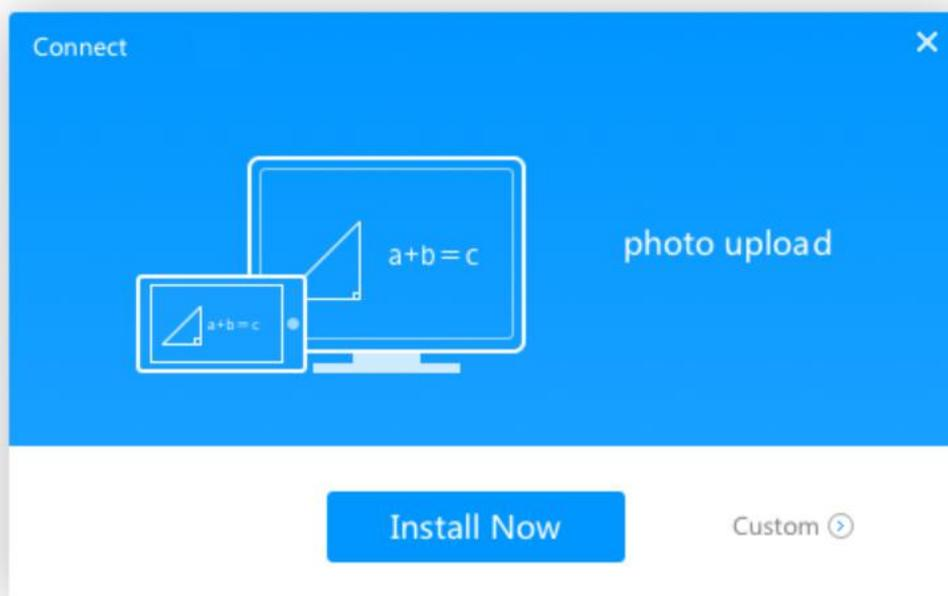 Connect
photo upload
a+b=c
a+b=c
Install Now
Custom